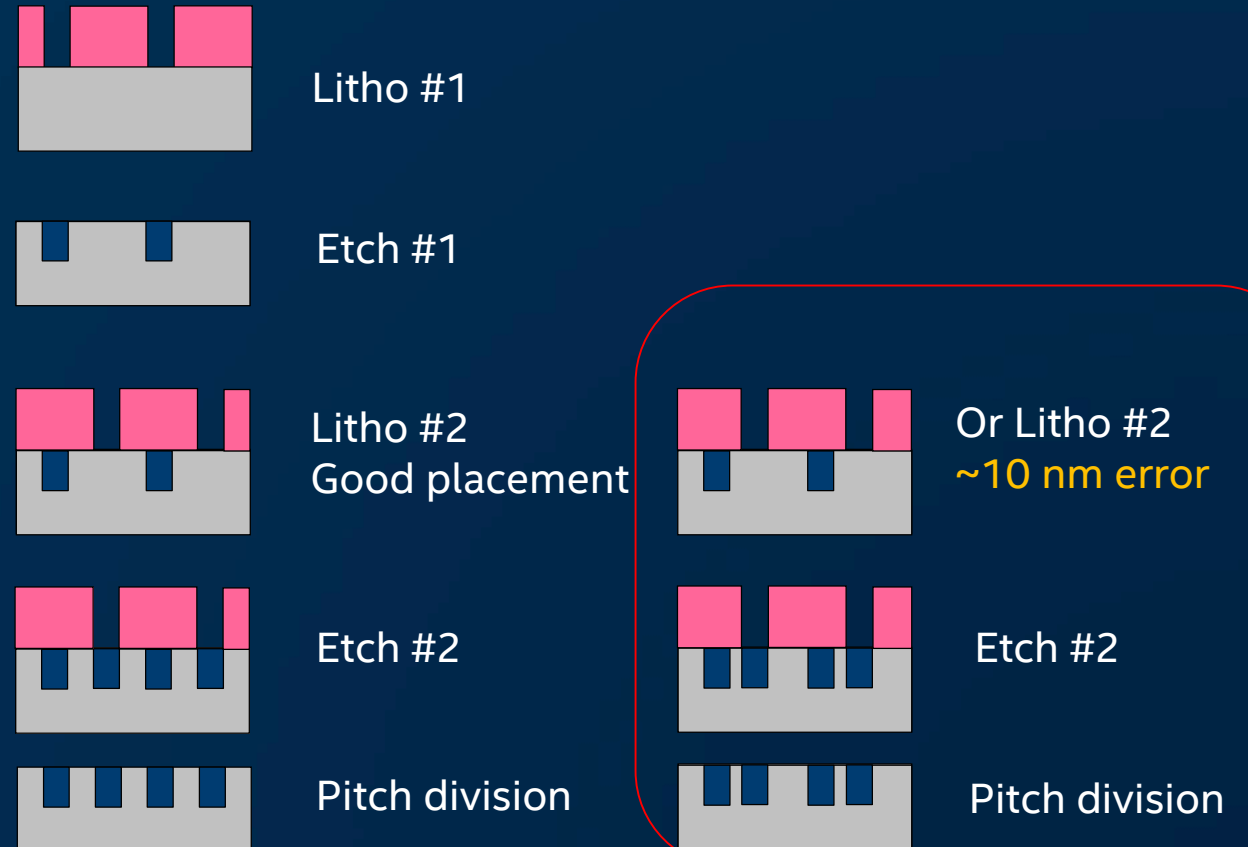 Litho #1
Etch #1
Litho #2
Good placement
Etch #2
Pitch division
Or Litho #2
~10 nm error
Etch #2
Pitch division